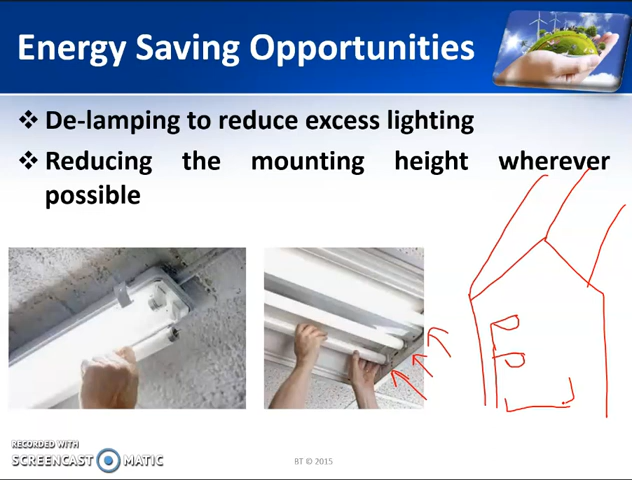 Energy Saving Opportunities
❖ De-lamping to reduce excess lighting
❖ Reducing the mounting height wherever
possible
RECORDED WITH
SCREENCAST MATIC
BT © 2015